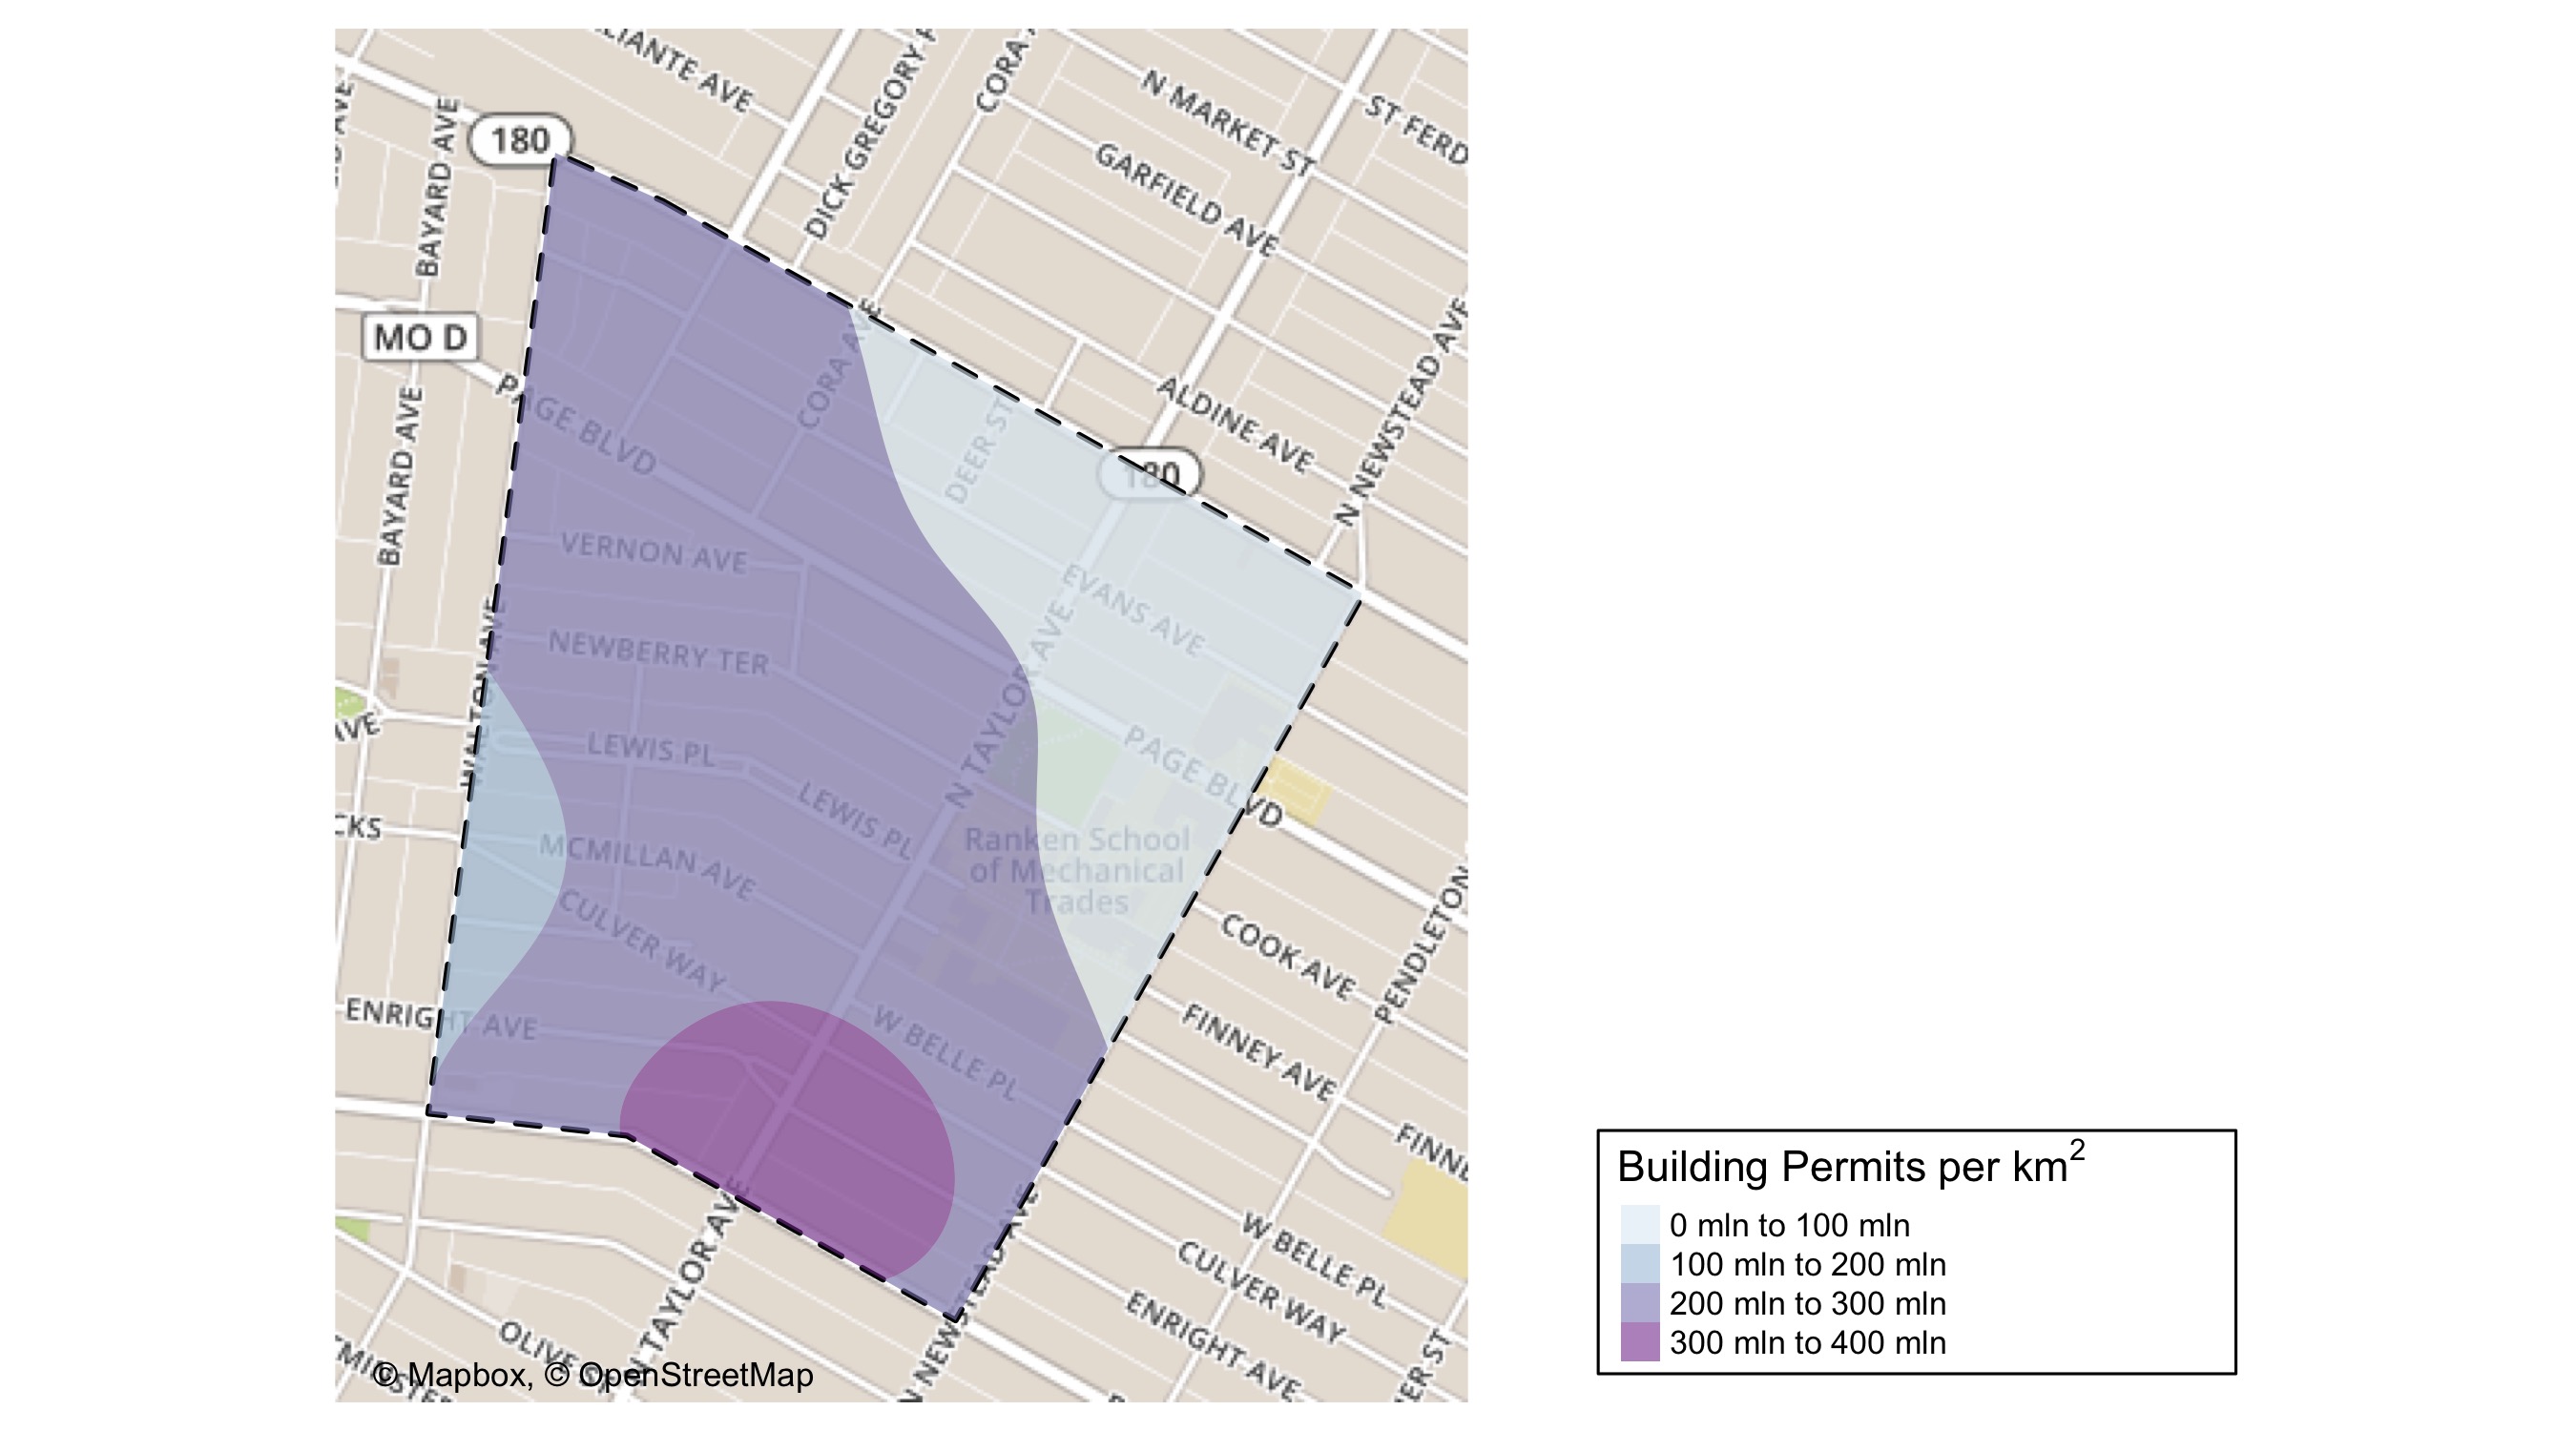 180
BAYARD AVE
DICK GREGORY
CORA
N MARKET ST
ST FERD
GARFIELD AVE
MO D
BAYARD AVE
PAGE BLVD
CORA AVE
DEER ST
180
ALDINE AVE
N NEWSTEAD AVE
VERNON AVE
EVANS AVE
NEWBERRY TER
WALTON AVE
AVE
LEWIS PL
LEWIS PL
N TAYLOR AVE
PAGE BLVD
CKS
MCMILLAN AVE
Ranken School
of Mechanical
Trades
CULVER WAY
COOK AVE
PENDLETON
ENRIGHT AVE
W BELLE PL
FINNEY AVE
FINNE
N TAYLOR AVE
W BELLE PL
CULVER WAY
ENRIGHT AVE
OLIVE
© Mapbox, © OpenStreetMap
Building Permits per km²
0 mln to 100 mln
100 mln to 200 mln
200 mln to 300 mln
300 mln to 400 mln